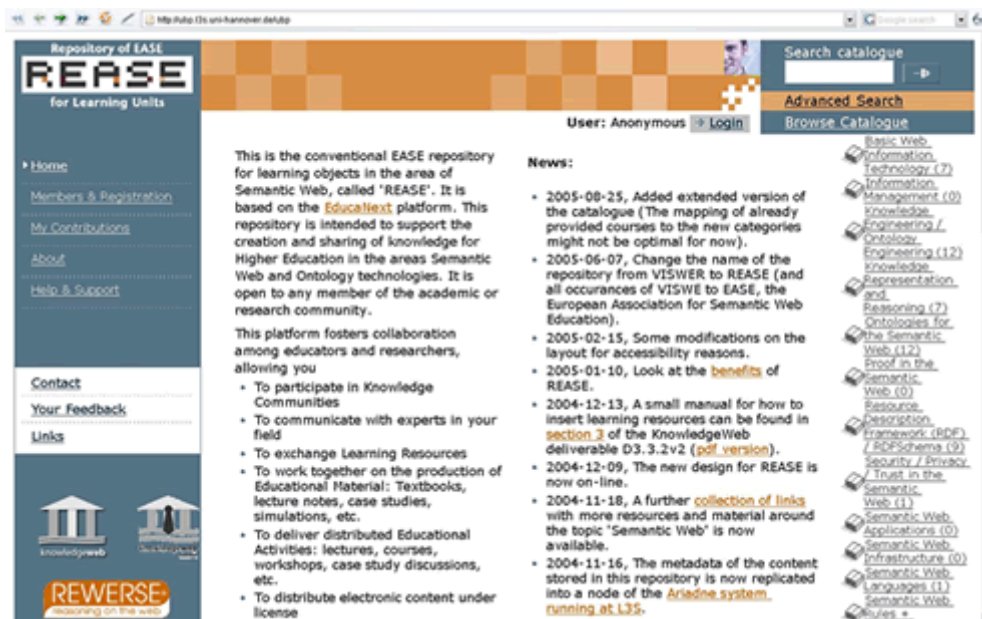 http://ubp.l3s.uni-hannover.de/ubp
Google search
Repository of EASE
REASE
for Learning Units
Search catalogue
Advanced Search
Browse Catalogue
User: Anonymous Login
Home
Members & Registration
My Contributions
About
Help & Support
Contact
Your Feedback
Links
knowledgeweb
REWERSE
reasoning on the web
This is the conventional EASE repository
for learning objects in the area of
Semantic Web, called 'REASE'. It is
based on the EducaNext platform. This
repository is intended to support the
creation and sharing of knowledge for
Higher Education in the areas Semantic
Web and Ontology technologies. It is
open to any member of the academic or
research community.
This platform fosters collaboration
among educators and researchers,
allowing you
To participate in Knowledge
Communities
To communicate with experts in your
field
To exchange Learning Resources
To work together on the production of
Educational Material: Textbooks,
lecture notes, case studies,
simulations, etc.
To deliver distributed Educational
Activities: lectures, courses,
workshops, case study discussions,
etc.
To distribute electronic content under
license
News:
2005-08-25, Added extended version of
the catalogue (The mapping of already
provided courses to the new categories
might not be optimal for now).
2005-06-07, Change the name of the
repository from VISWER to REASE (and
all occurances of VISWE to EASE, the
European Association for Semantic Web
Education).
2005-02-15, Some modifications on the
layout for accessibility reasons.
2005-01-10, Look at the benefits of
REASE.
2004-12-13, A small manual for how to
insert learning resources can be found in
section 3 of the KnowledgeWeb
deliverable D3.3.2v2 (pdf version).
2004-12-09, The new design for REASE is
now on-line.
2004-11-18, A further collection of links
with more resources and material around
the topic "Semantic Web" is now
available.
2004-11-16, The metadata of the content
stored in this repository is now replicated
into a node of the Ariadne system
running at L3S.
Basic Web
Information
Technology (7)
Information
Management (0)
Knowledge
Engineering /
Ontology
Engineering (12)
Knowledge
Representation
and
Reasoning (7)
Ontologies for
the Semantic
Web (12)
Proof in the
Semantic
Web (0)
Resource
Description
Framework (RDF)
/ RDFSchema (9)
Security / Privacy
/ Trust in the
Semantic
Web (1)
Semantic Web
Applications (0)
Semantic Web
Infrastructure (0)
Semantic Web
Languages (1)
Semantic Web
Rules +